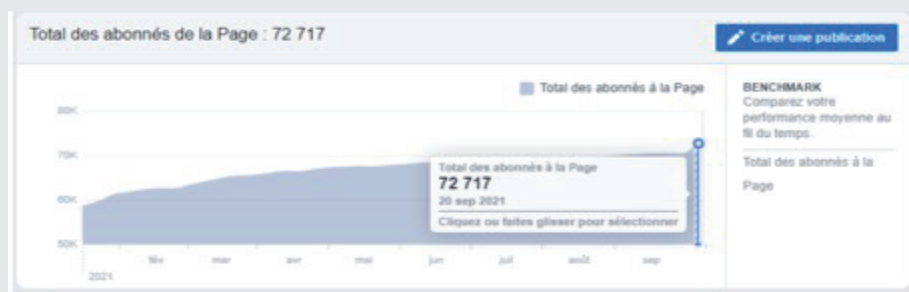 Total des abonnés de la Page : 72 717
Créer une publication
Total des abonnés à la Page
80K
70K
60K
50K
Total des abonnés à la Page
72 717
20 sep 2021
Cliquez ou faites glisser pour sélectionner
fév
mar
avr
mai
jun
juil
août
sep
2021
BENCHMARK
Comparez votre
performance moyenne au
fil du temps.
Total des abonnés à la
Page